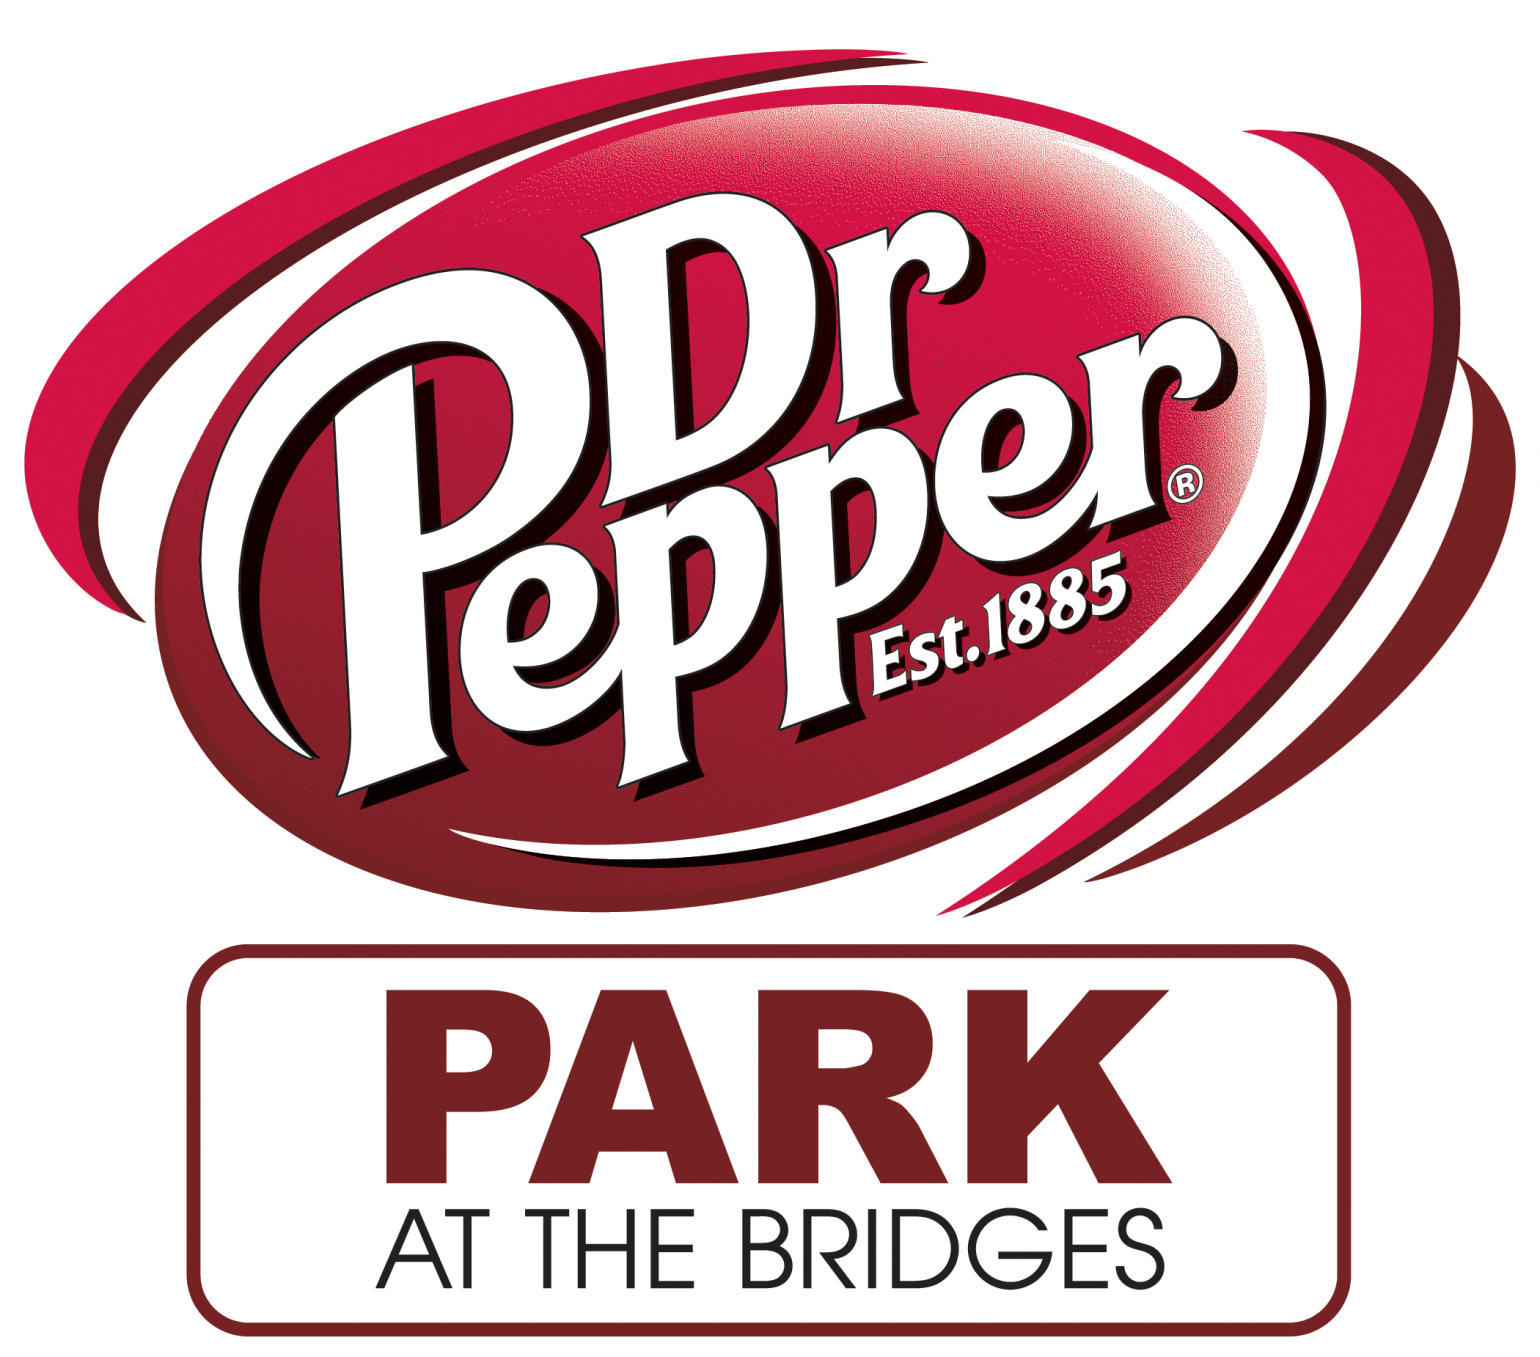 Dr
Pepper®
Est.1885
PARK
AT THE BRIDGES